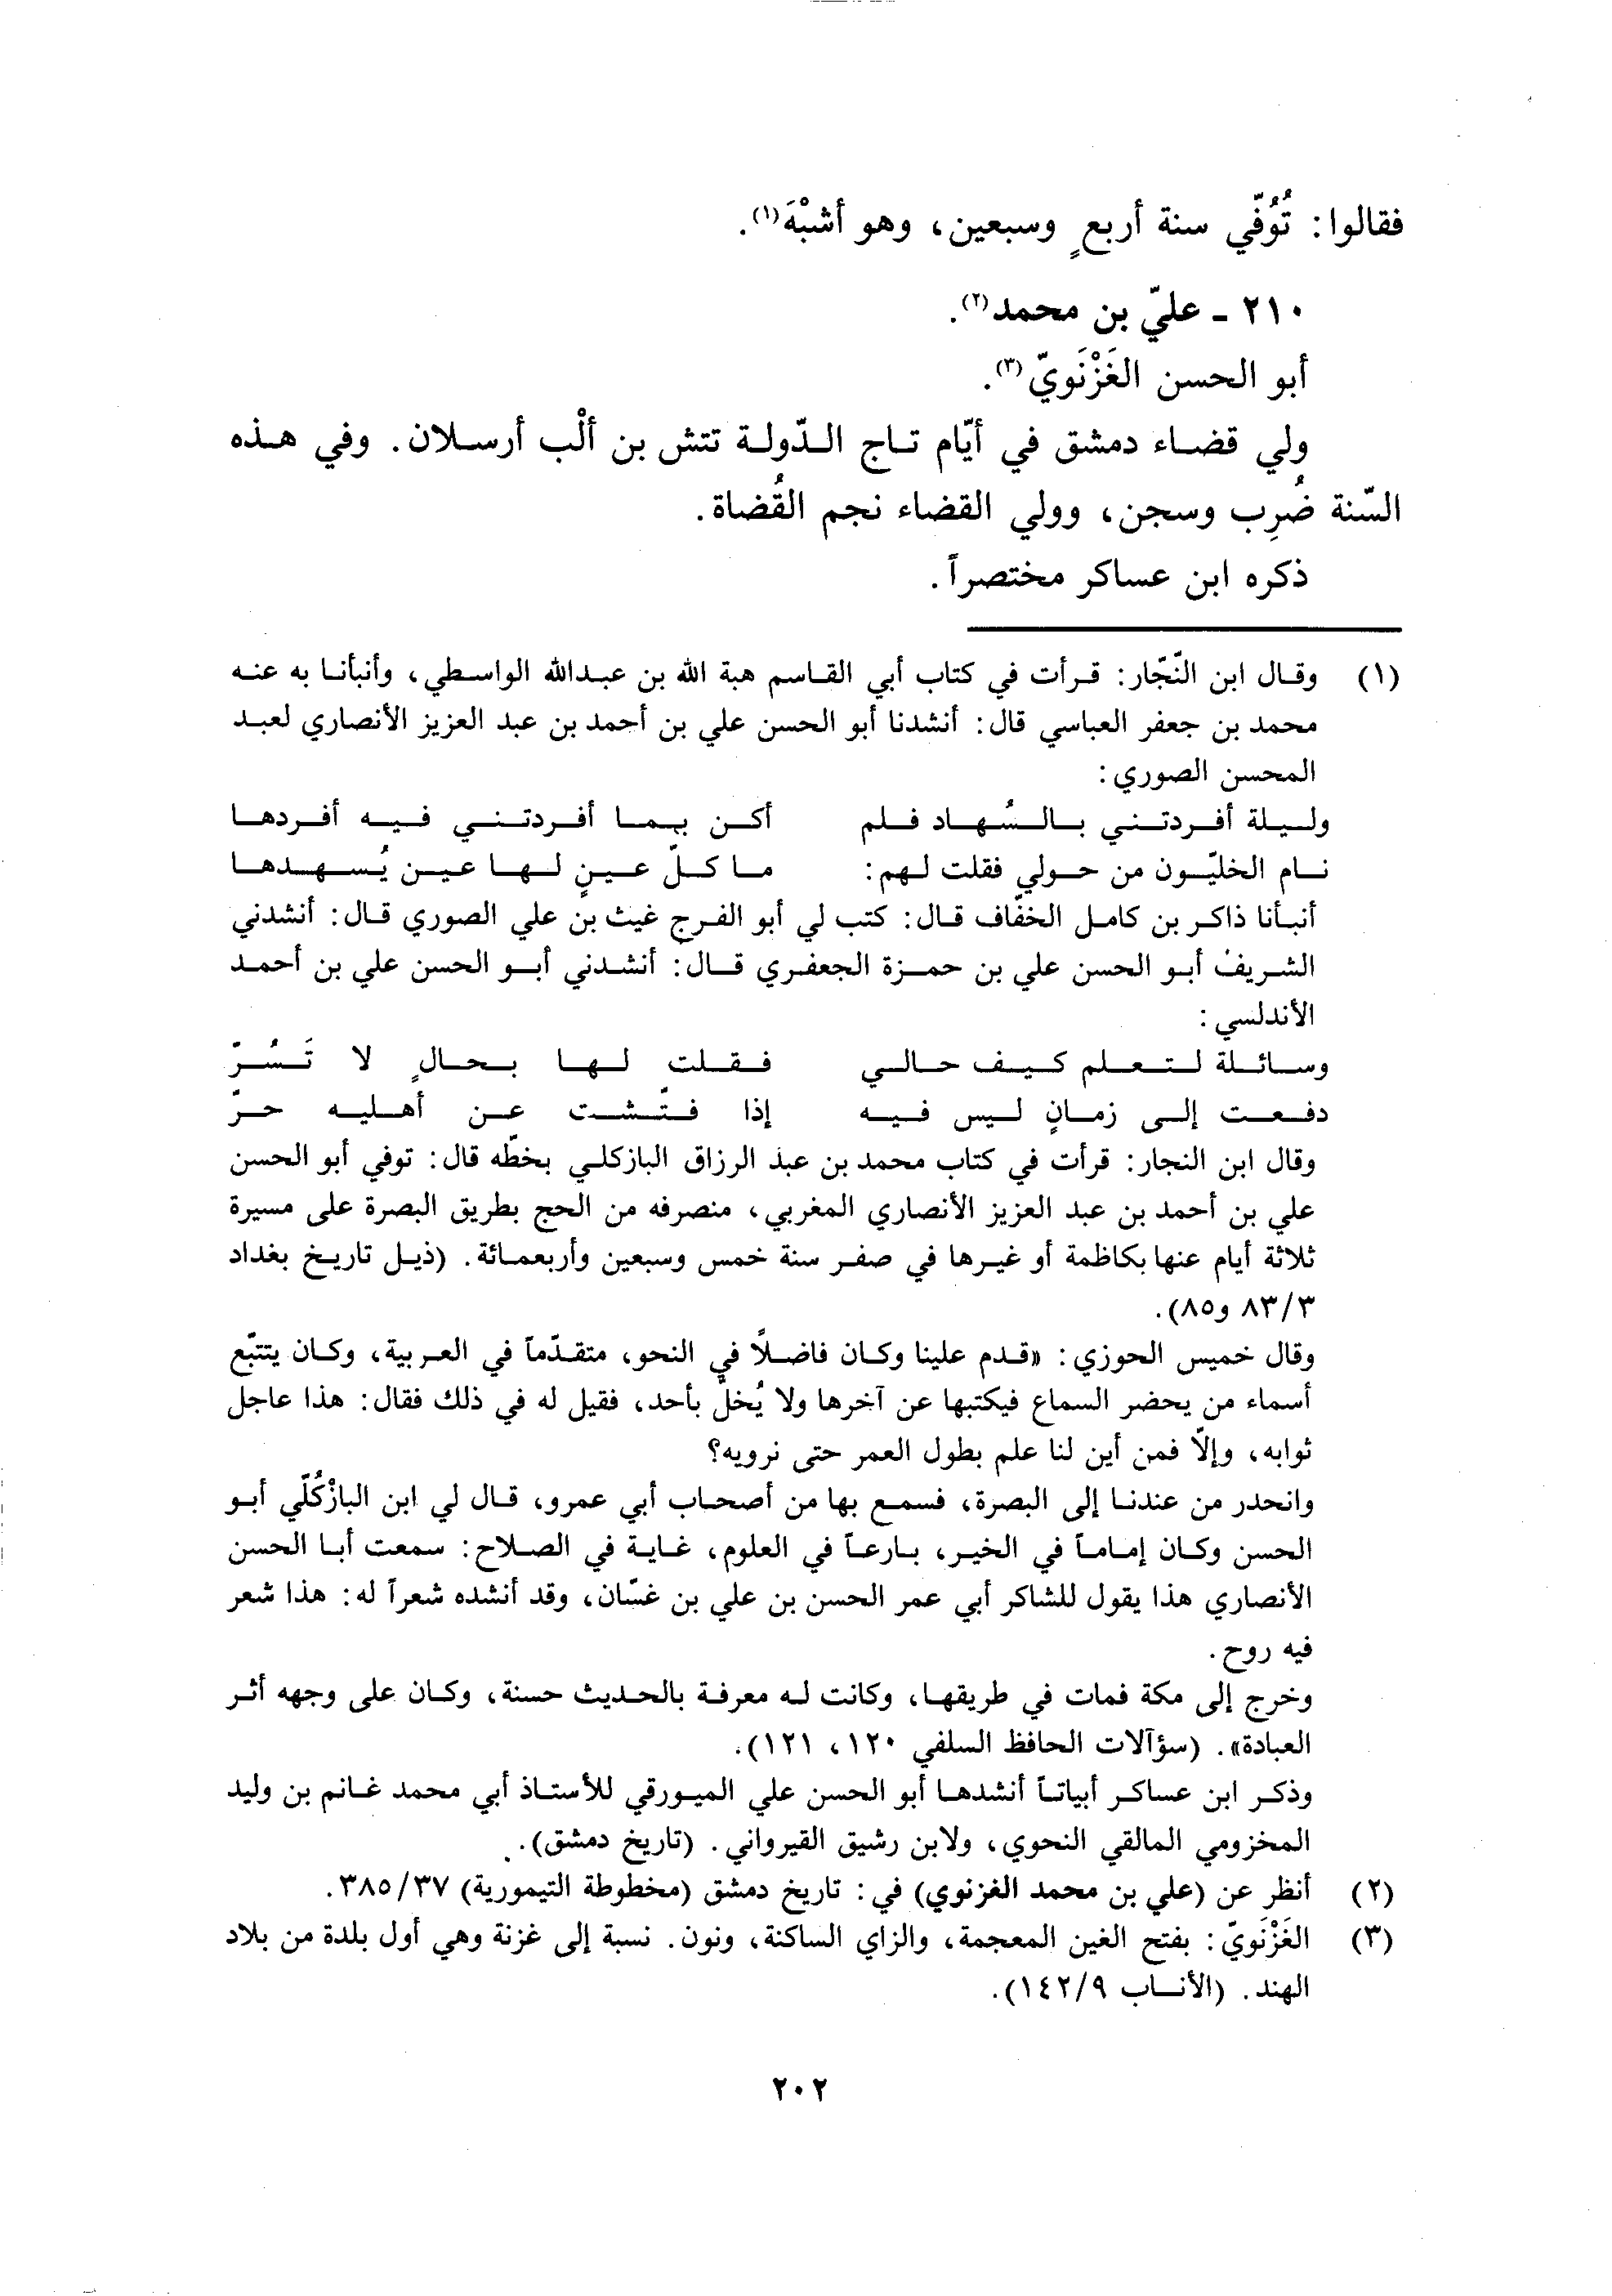 فقالوا: تُوُفّي سنة أربعٍ وسبعين، وهو أشبْهَ(١).
٢١٠ ـ عليّ بن محمد(٢).
أبو الحسن الغَزْنَويّ(٣).
ولي قضاء دمشق في أيّام تاج الدّولة تتش بن ألْب أرسلان. وفي هذه
السّنة ضُرِب وسجن، وولي القضاء نجم القُضاة.
ذكره ابن عساكر مختصراً.
(١) وقال ابن النّجّار: قرأت في كتاب أبي القاسم هبة الله بن عبدالله الواسطي، وأنبأنا به عنه
محمد بن جعفر العباسي قال: أنشدنا أبو الحسن علي بن أحمد بن عبد العزيز الأنصاري لعبد
المحسن الصوري:
وليلة أفردتني بالسُهاد فلم أكن بهما أفردتني فيه أفردها
نام الخليّون من حولي فقلت لهم: ما كلّ عينٍ لها عين يُسهدها
أنبأنا ذاكر بن كامل الخفّاف قال: كتب لي أبو الفرج غيث بن علي الصوري قال: أنشدني
الشريف أبو الحسن علي بن حمزة الجعفري قال: أنشدني أبو الحسن علي بن أحمد
الأندلسي:
وسائلة لتعلم كيف حالي فقلت لها بحالٍ لا تَسُرّ
دفعت إلى زمانٍ ليس فيه إذا فتّشت عن أهليه حرّ
وقال ابن النجار: قرأت في كتاب محمد بن عبد الرزاق البازكلي بخطّه قال: توفي أبو الحسن
علي بن أحمد بن عبد العزيز الأنصاري المغربي، منصرفه من الحج بطريق البصرة على مسيرة
ثلاثة أيام عنها بكاظمة أو غيرها في صفر سنة خمس وسبعين وأربعمائة. (ذيل تاريخ بغداد
٨٣/٣ و٨٥).
وقال خميس الحوزي: «قدم علينا وكان فاضلاً في النحو، متقدّماً في العربية، وكان يتتبّع
أسماء من يحضر السماع فيكتبها عن آخرها ولا يُخلّ بأحد، فقيل له في ذلك فقال: هذا عاجل
ثوابه، وإلّا فمن أين لنا علم بطول العمر حتى نرويه؟
وانحدر من عندنا إلى البصرة، فسمع بها من أصحاب أبي عمرو، قال لي ابن البازْكُلّي أبو
الحسن وكان إماماً في الخير، بارعاً في العلوم، غاية في الصلاح: سمعت أبا الحسن
الأنصاري هذا يقول للشاكر أبي عمر الحسن بن علي بن غسّان، وقد أنشده شعراً له: هذا شعر
فيه روح.
وخرج إلى مكة فمات في طريقها، وكانت له معرفة بالحديث حسنة، وكان على وجهه أثر
العبادة». (سؤآلات الحافظ السلفي ١٢٠، ١٢١).
وذكر ابن عساكر أبياتاً أنشدها أبو الحسن علي الميورقي للأستاذ أبي محمد غانم بن وليد
المخزومي المالقي النحوي، ولابن رشيق القيرواني. (تاريخ دمشق).
(٢) أنظر عن (علي بن محمد الغزنوي) في: تاريخ دمشق (مخطوطة التيمورية) ٣٨٥/٣٧.
(٣) الغَزْنَويّ: بفتح الغين المعجمة، والزاي الساكنة، ونون. نسبة إلى غزنة وهي أول بلدة من بلاد
الهند. (الأنساب ١٤٢/٩).
٢٠٢